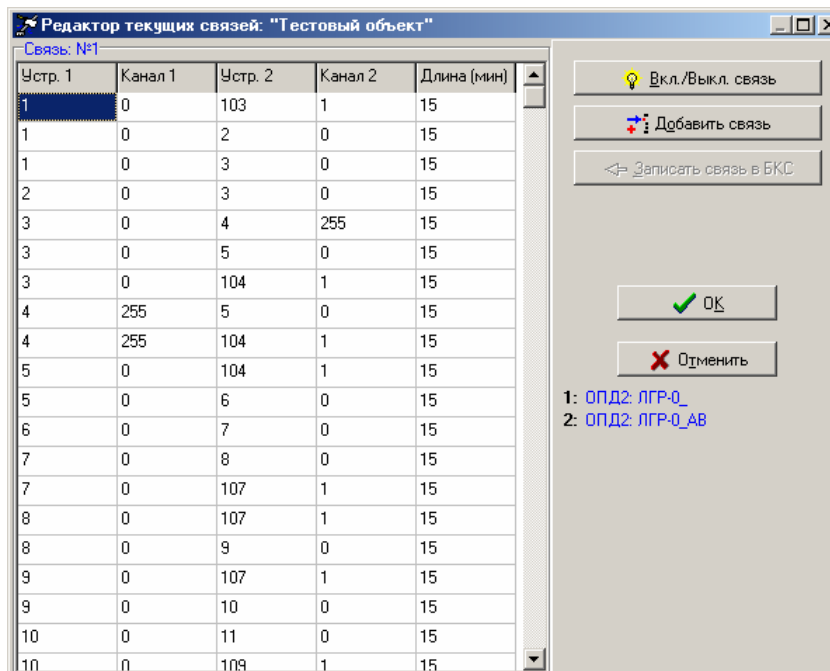 Редактор текущих связей: "Тестовый объект"
Связь: №1
Устр. 1 Канал 1 Устр. 2 Канал 2 Длина (мин)
1 0 103 1 15
1 0 2 0 15
1 0 3 0 15
2 0 3 0 15
3 0 4 255 15
3 0 5 0 15
3 0 104 1 15
4 255 5 0 15
4 255 104 1 15
5 0 104 1 15
5 0 6 0 15
6 0 7 0 15
7 0 8 0 15
7 0 107 1 15
8 0 107 1 15
8 0 9 0 15
9 0 107 1 15
9 0 10 0 15
10 0 11 0 15
10 0 109 1 15
Вкл./Выкл. связь
Добавить связь
Записать связь в БКС
OK
Отменить
1: ОПД2: ЛГР-0_
2: ОПД2: ЛГР-0_АВ